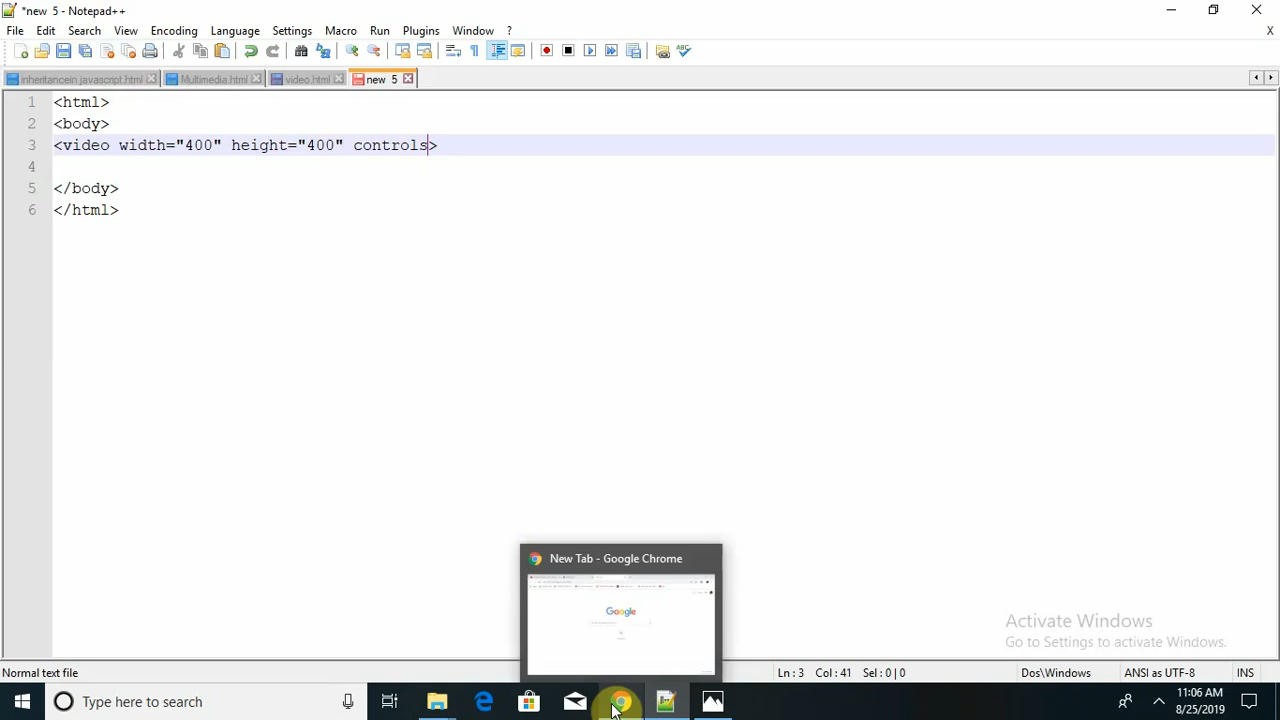 *new 5 - Notepad++
File Edit Search View Encoding Language Settings Macro Run Plugins Window ?
X
inheritancein javascript.html Multimedia.html video.html new 5
1 <html>
2 <body>
3 <video width="400" height="400" controls>
4
5 </body>
6 </html>
New Tab - Google Chrome
Google
Activate Windows
Go to Settings to activate Windows.
Normal text file Ln : 3 Col : 41 Sel : 0 | 0 Dos\Windows ANSI as UTF-8 INS
Type here to search
11:06 AM
8/25/2019